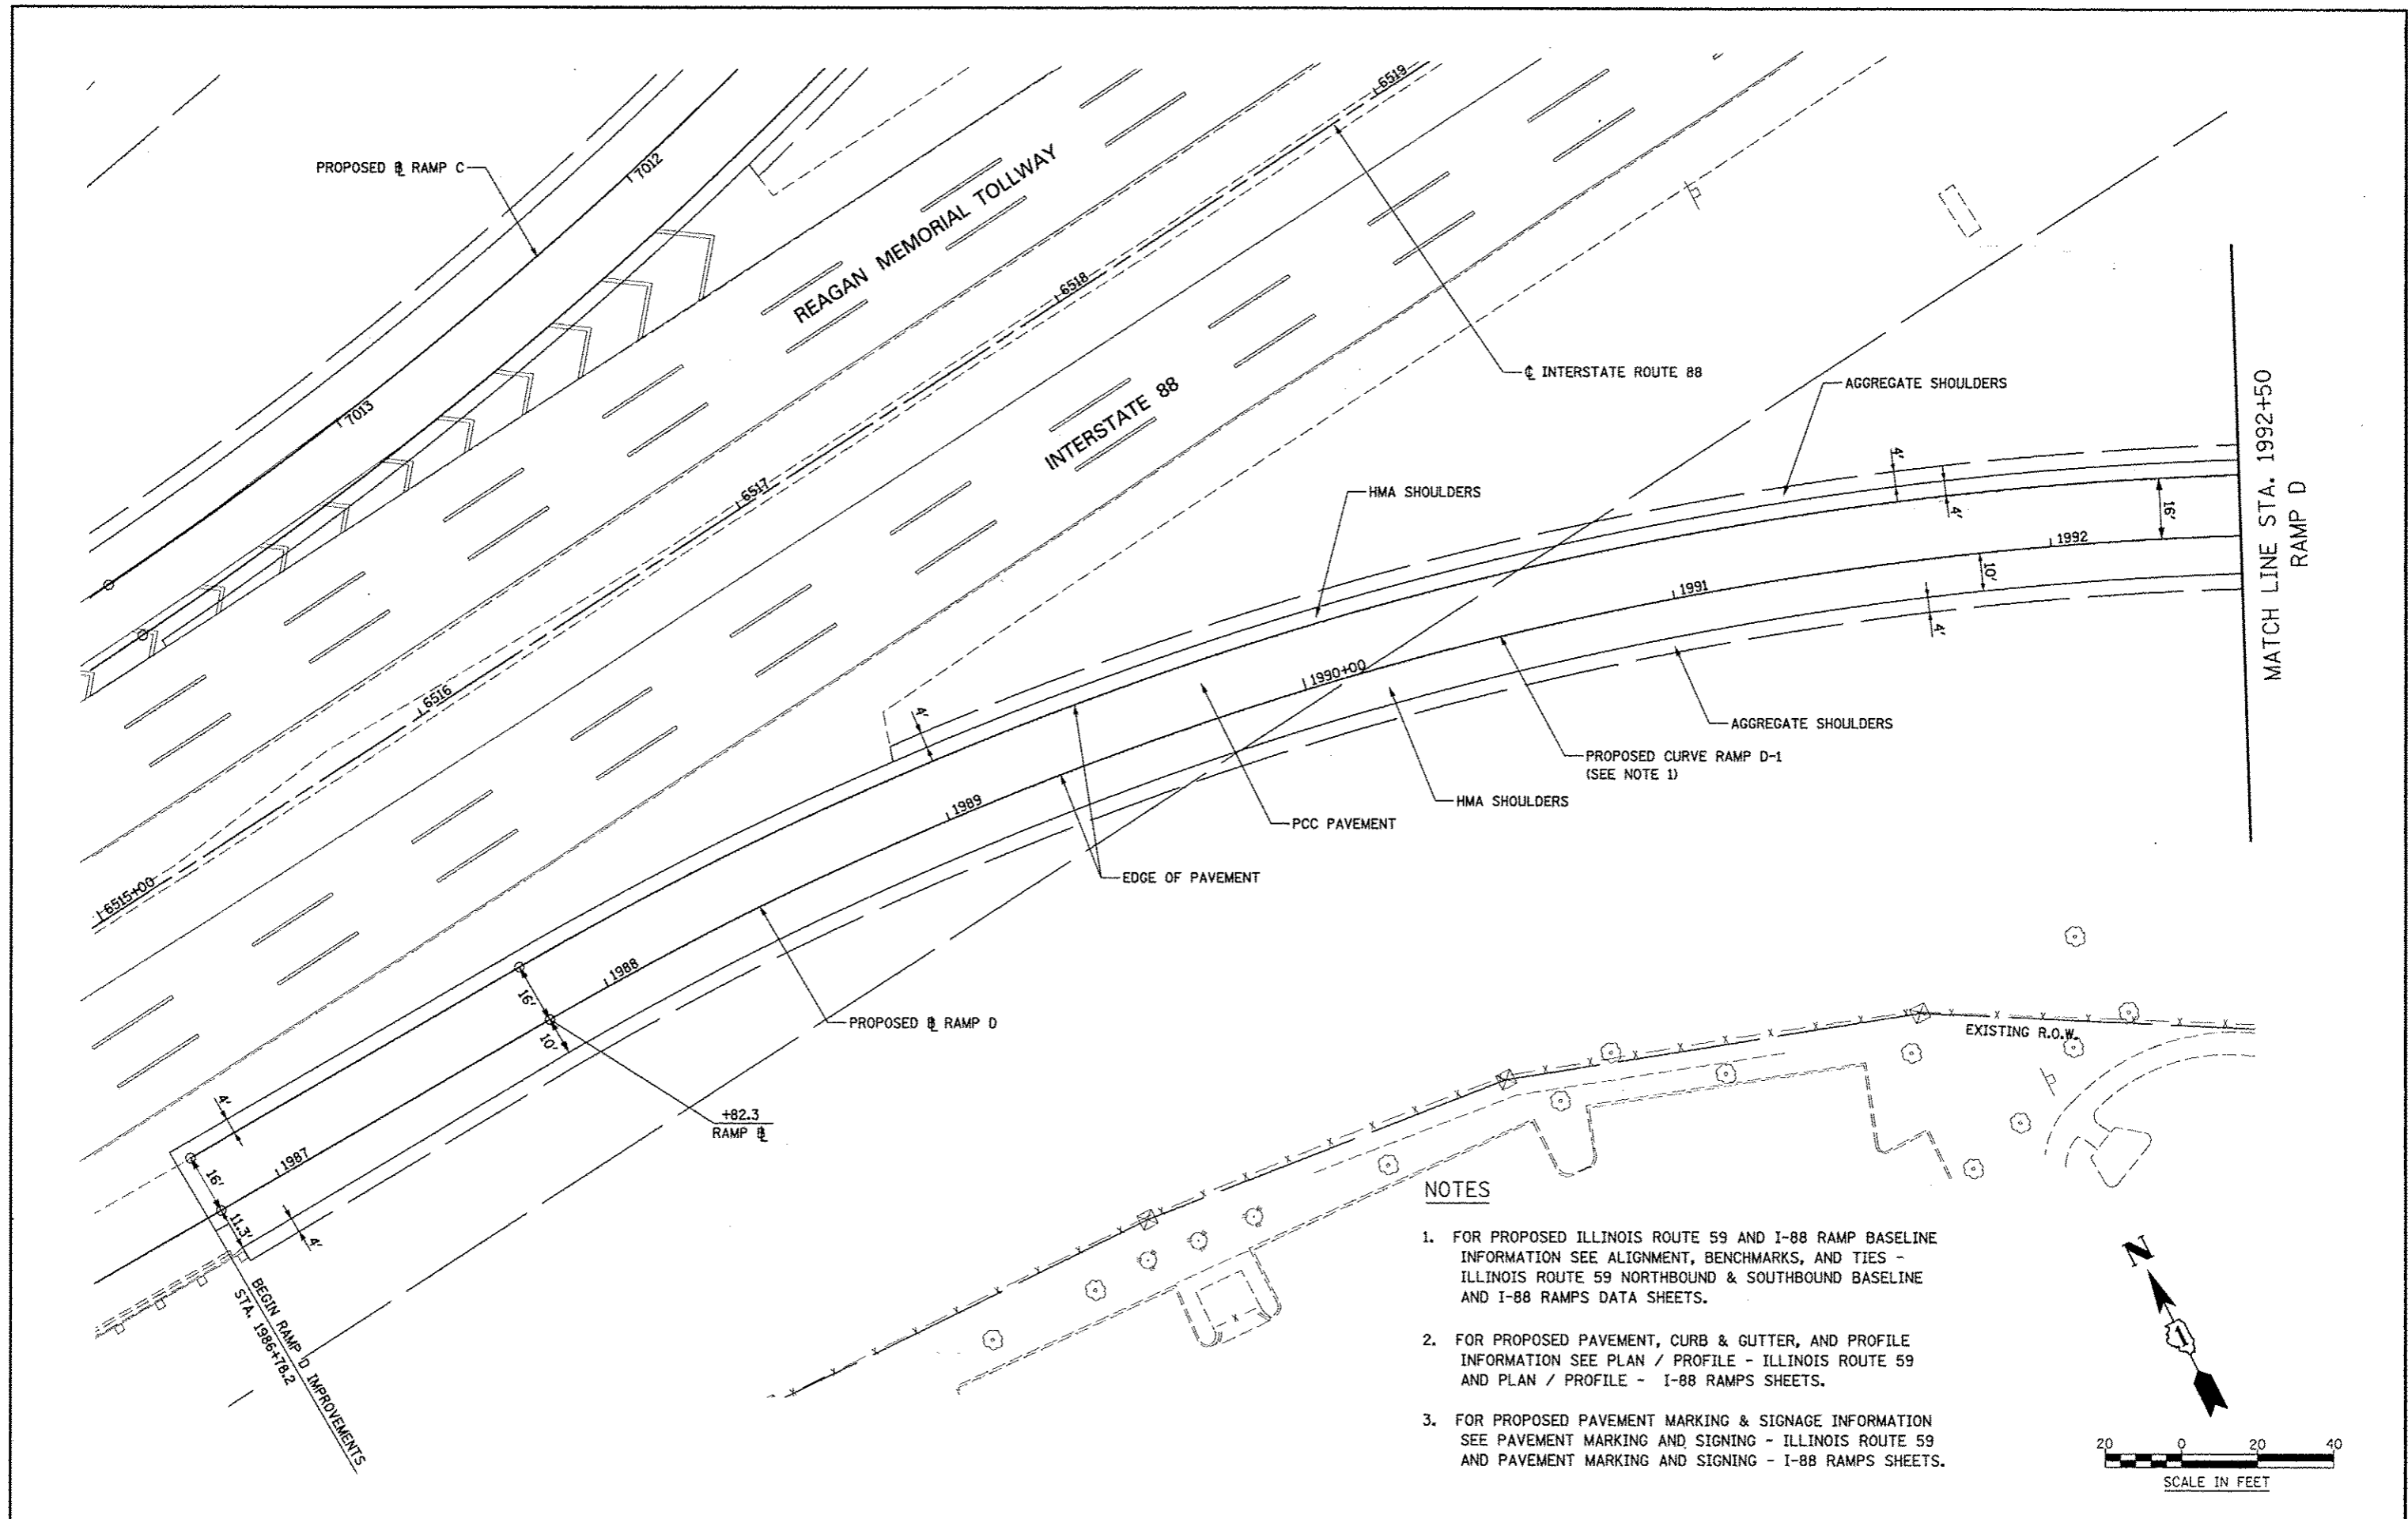 PROPOSED ℄ RAMP C
7012
7013
REAGAN MEMORIAL TOLLWAY
INTERSTATE 88
6519
6518
6517
6516
6515+00
℄ INTERSTATE ROUTE 88
AGGREGATE SHOULDERS
HMA SHOULDERS
4'
4'
16'
10'
4'
4'
1992
1991
1990+00
1989
1988
1987
MATCH LINE STA. 1992+50
RAMP D
AGGREGATE SHOULDERS
PROPOSED CURVE RAMP D-1
(SEE NOTE 1)
HMA SHOULDERS
PCC PAVEMENT
EDGE OF PAVEMENT
PROPOSED ℄ RAMP D
16'
10'
+82.3
RAMP ℄
4'
16'
11.3'
4'
BEGIN RAMP D IMPROVEMENTS
STA. 1986+78.2
EXISTING R.O.W.
NOTES
1. FOR PROPOSED ILLINOIS ROUTE 59 AND I-88 RAMP BASELINE
INFORMATION SEE ALIGNMENT, BENCHMARKS, AND TIES -
ILLINOIS ROUTE 59 NORTHBOUND & SOUTHBOUND BASELINE
AND I-88 RAMPS DATA SHEETS.
2. FOR PROPOSED PAVEMENT, CURB & GUTTER, AND PROFILE
INFORMATION SEE PLAN / PROFILE - ILLINOIS ROUTE 59
AND PLAN / PROFILE - I-88 RAMPS SHEETS.
3. FOR PROPOSED PAVEMENT MARKING & SIGNAGE INFORMATION
SEE PAVEMENT MARKING AND SIGNING - ILLINOIS ROUTE 59
AND PAVEMENT MARKING AND SIGNING - I-88 RAMPS SHEETS.
N
1
20 0 20 40
SCALE IN FEET